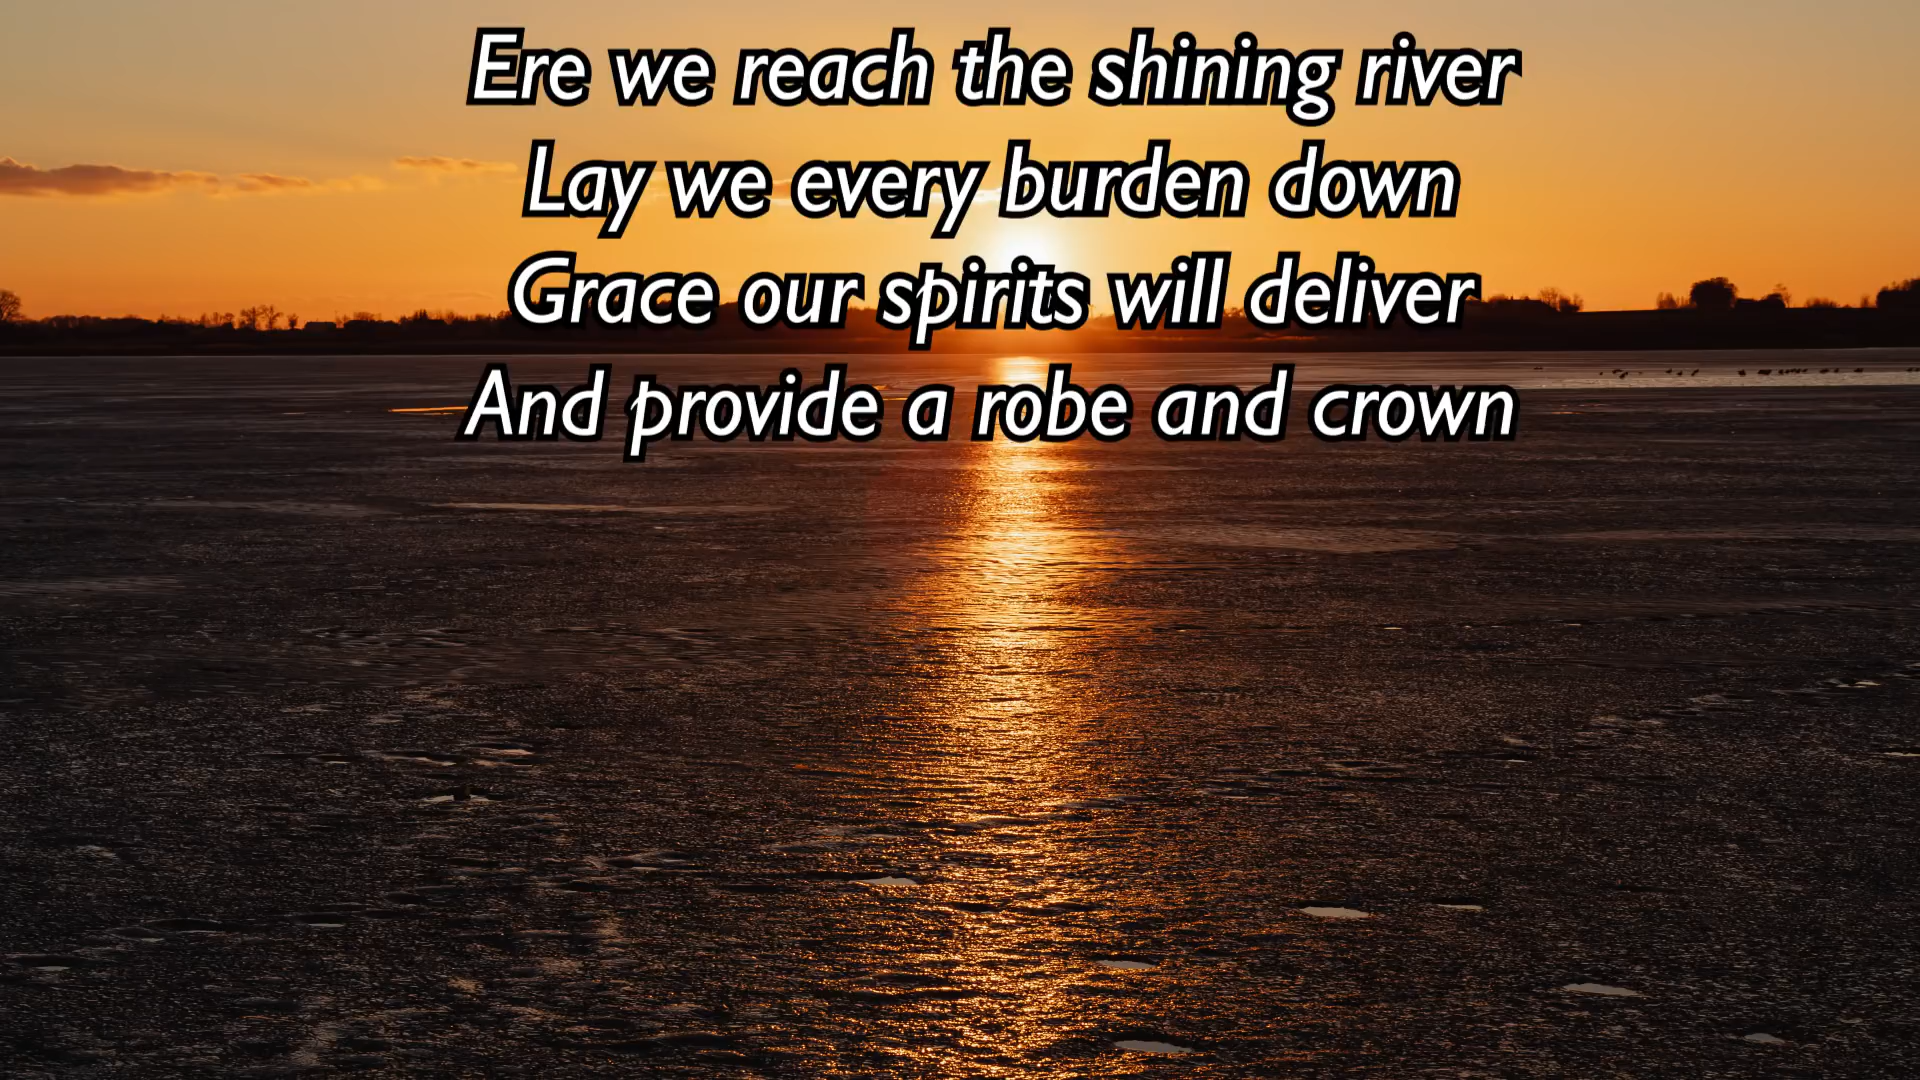 Ere we reach the shining river
Lay we every burden down
Grace our spirits will deliver
And provide a robe and crown